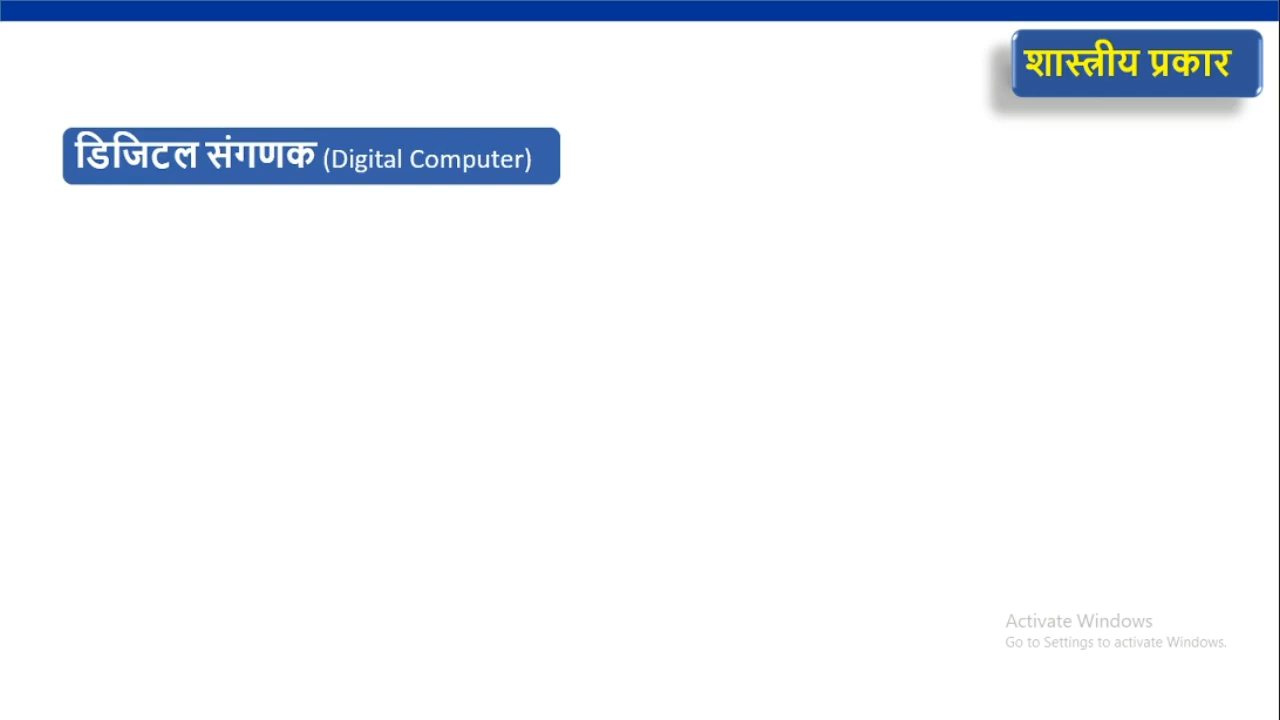 शास्त्रीय प्रकार
डिजिटल संगणक (Digital Computer)
Activate Windows
Go to Settings to activate Windows.